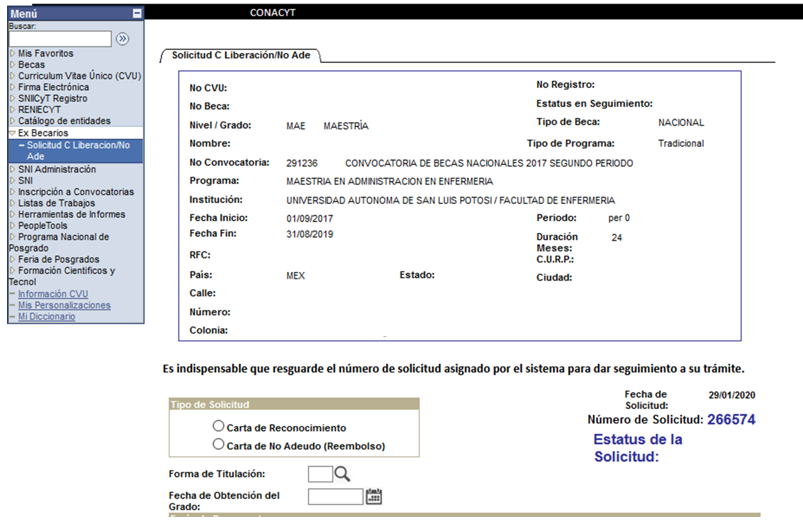 CONACYT
Menú
Buscar:
Mis Favoritos
Becas
Curriculum Vitae Único (CVU)
Firma Electrónica
SNIICyT Registro
RENIECYT
Catálogo de entidades
Ex Becarios
Solicitud C Liberacion/No
Ade
SNI Administración
SNI
Inscripción a Convocatorias
Listas de Trabajos
Herramientas de Informes
PeopleTools
Programa Nacional de
Posgrado
Feria de Posgrados
Formación Cientificos y
Tecnol
Información CVU
Mis Personalizaciones
Mi Diccionario
Solicitud C Liberación/No Ade
No CVU:
No Registro:
No Beca:
Estatus en Seguimiento:
Nivel / Grado: MAE MAESTRÍA
Tipo de Beca: NACIONAL
Nombre:
Tipo de Programa: Tradicional
No Convocatoria: 291236 CONVOCATORIA DE BECAS NACIONALES 2017 SEGUNDO PERIODO
Programa: MAESTRIA EN ADMINISTRACION EN ENFERMERIA
Institución: UNIVERSIDAD AUTONOMA DE SAN LUIS POTOSI / FACULTAD DE ENFERMERIA
Fecha Inicio: 01/09/2017
Periodo: per 0
Fecha Fin: 31/08/2019
Duración 24
Meses:
RFC:
C.U.R.P.:
País: MEX
Estado:
Ciudad:
Calle:
Número:
Colonia:
Es indispensable que resguarde el número de solicitud asignado por el sistema para dar seguimiento a su trámite.
Fecha de 29/01/2020
Solicitud:
Número de Solicitud: 266574
Estatus de la
Solicitud:
Tipo de Solicitud
Carta de Reconocimiento
Carta de No Adeudo (Reembolso)
Forma de Titulación:
Fecha de Obtención del
Grado: